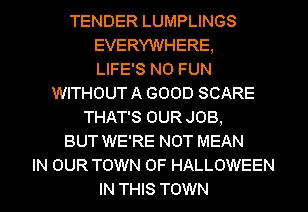 TENDER LUMPLINGS
EVERYWHERE,
LIFE'S NO FUN
WITHOUT A GOOD SCARE
THAT'S OUR JOB,
BUT WE'RE NOT MEAN
IN OUR TOWN OF HALLOWEEN
IN THIS TOWN